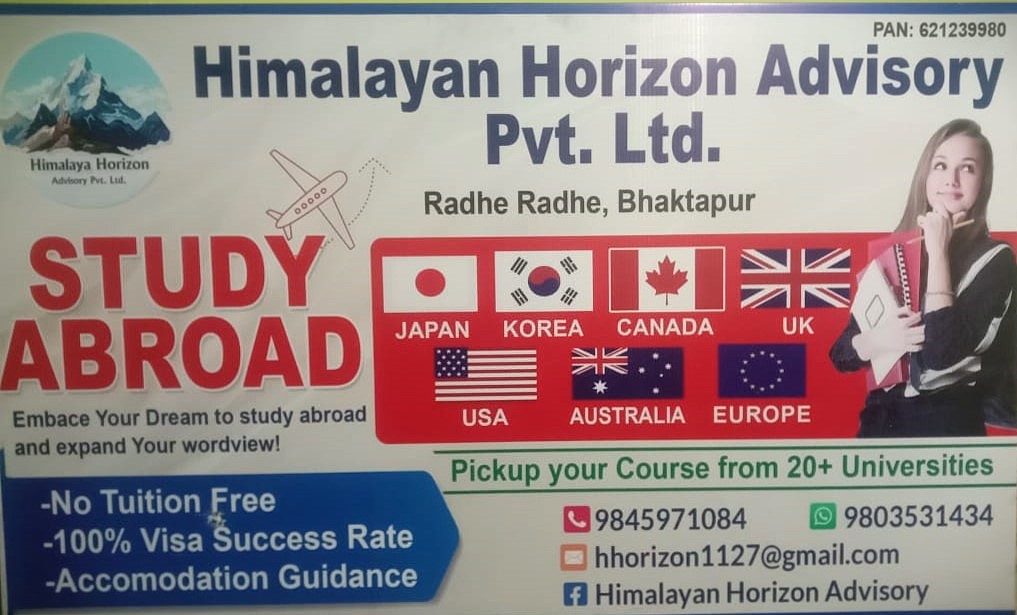 PAN: 621239980
Himalayan Horizon Advisory
Pvt. Ltd.
Himalaya Horizon
Advisory Pvt. Ltd.
Radhe Radhe, Bhaktapur
STUDY
ABROAD
Embace Your Dream to study abroad
and expand Your wordview!
JAPAN KOREA CANADA UK
USA AUSTRALIA EUROPE
Pickup your Course from 20+ Universities
-No Tuition Free
-100% Visa Success Rate
-Accomodation Guidance
9845971084 9803531434
hhorizon1127@gmail.com
Himalayan Horizon Advisory